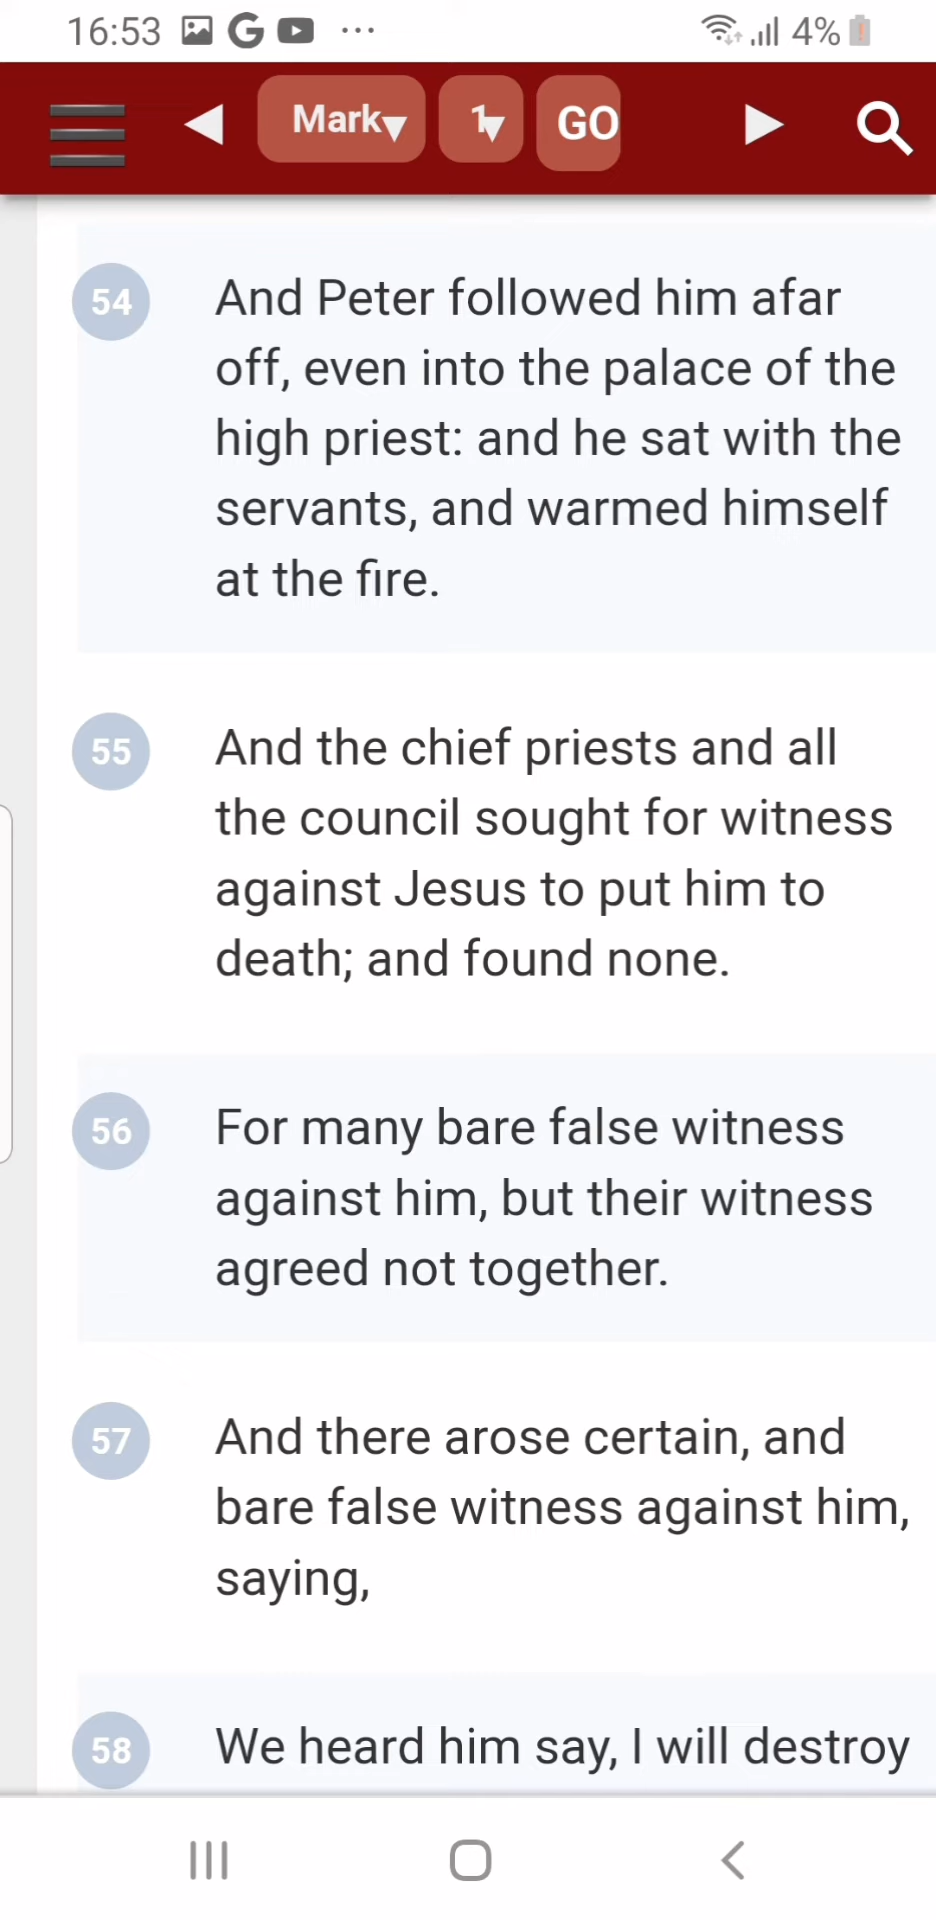 16:53 G ... 4%
Mark 1 GO
54 And Peter followed him afar
off, even into the palace of the
high priest: and he sat with the
servants, and warmed himself
at the fire.
55 And the chief priests and all
the council sought for witness
against Jesus to put him to
death; and found none.
56 For many bare false witness
against him, but their witness
agreed not together.
57 And there arose certain, and
bare false witness against him,
saying,
58 We heard him say, I will destroy